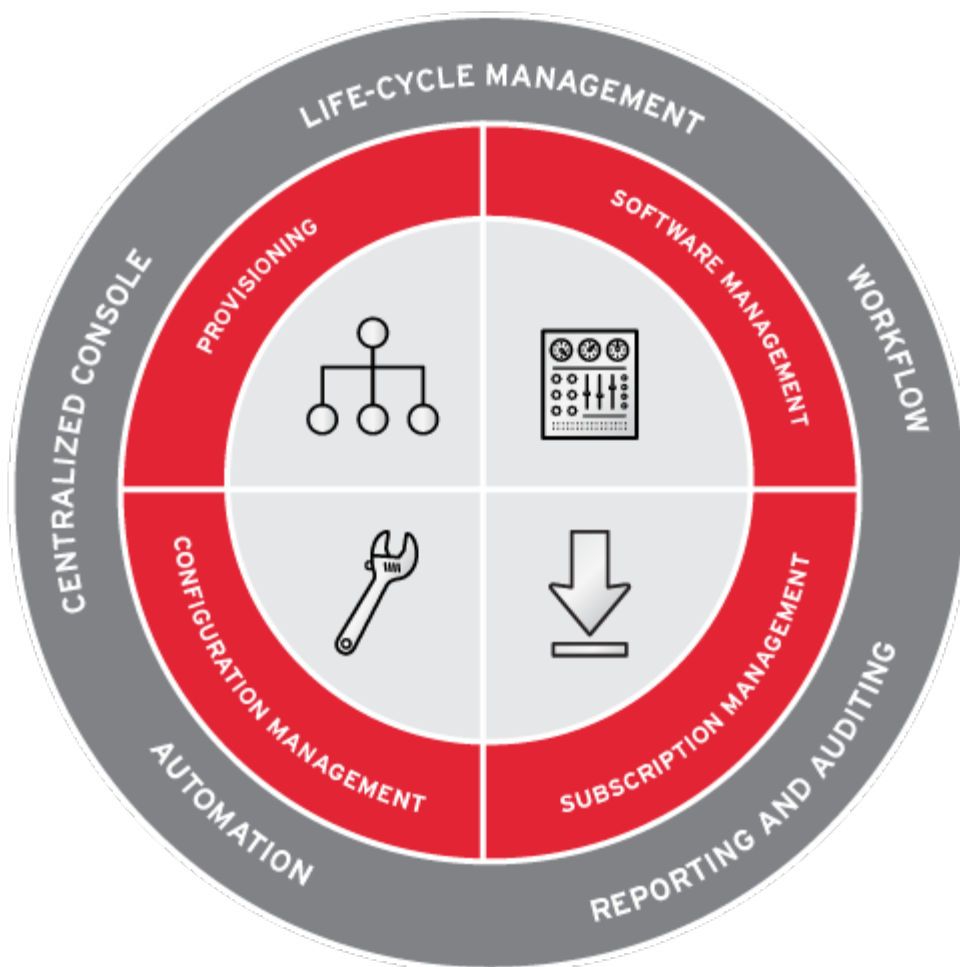 LIFE-CYCLE MANAGEMENT
CENTRALIZED CONSOLE
WORKFLOW
PROVISIONING
SOFTWARE MANAGEMENT
CONFIGURATION MANAGEMENT
SUBSCRIPTION MANAGEMENT
AUTOMATION
REPORTING AND AUDITING